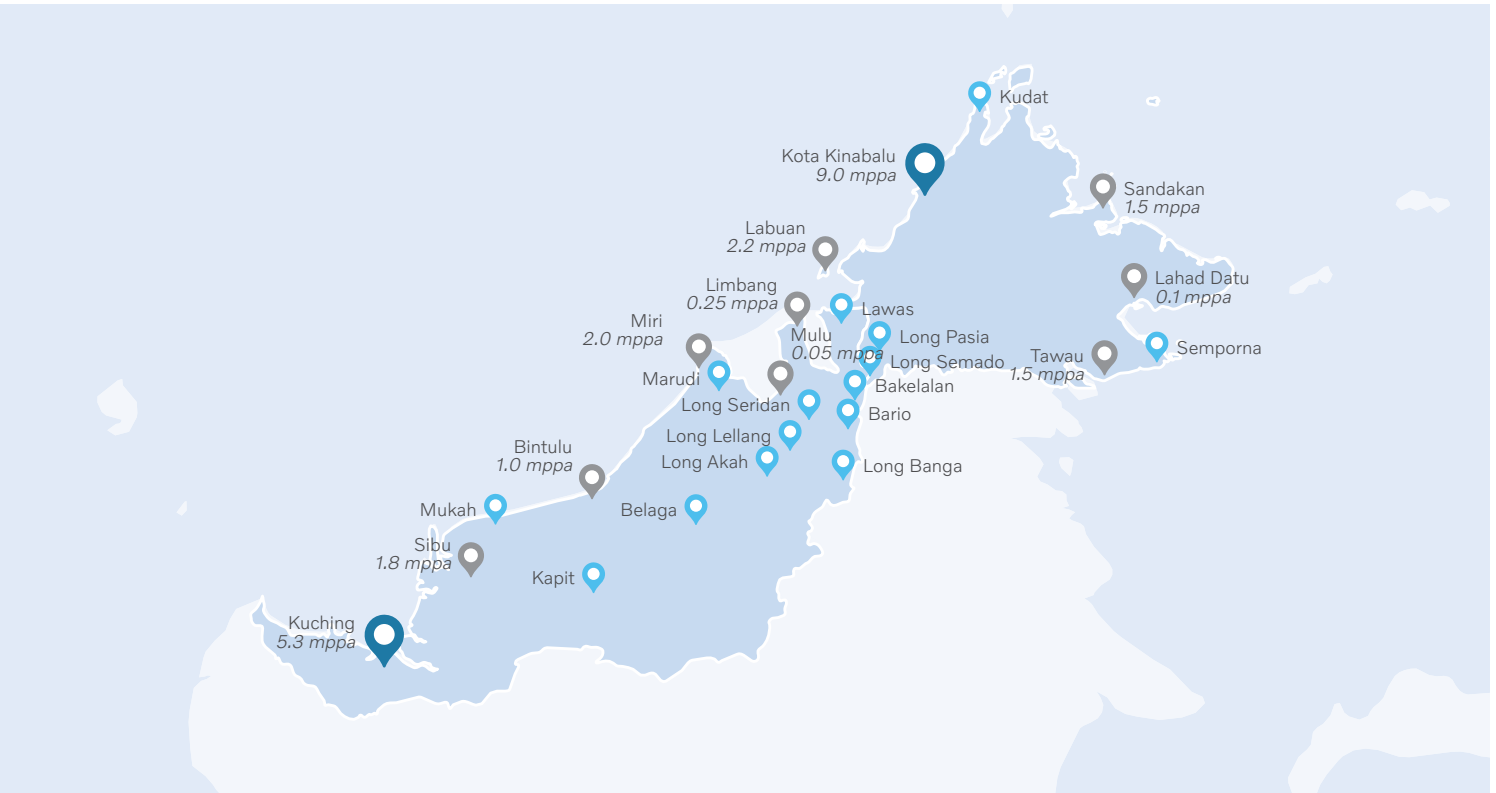 Kudat
Kota Kinabalu
9.0 mppa
Sandakan
1.5 mppa
Labuan
2.2 mppa
Lahad Datu
0.1 mppa
Limbang
0.25 mppa
Lawas
Miri
2.0 mppa
Mulu
0.05 mppa
Long Pasia
Semporna
Tawau
1.5 mppa
Long Semado
Marudi
Bakelalan
Long Seridan
Bario
Long Lellang
Long Akah
Long Banga
Bintulu
1.0 mppa
Mukah
Belaga
Sibu
1.8 mppa
Kapit
Kuching
5.3 mppa